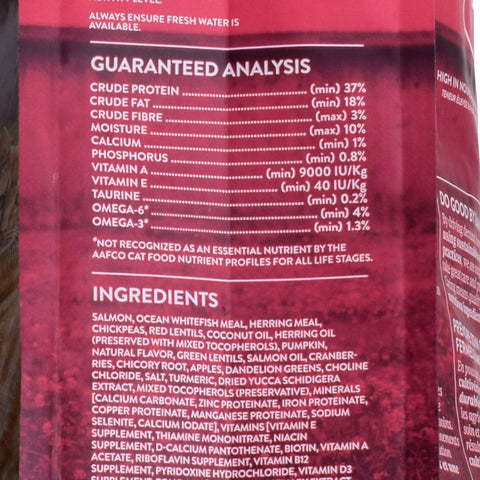 ALWAYS ENSURE FRESH WATER IS
AVAILABLE.
GUARANTEED ANALYSIS
CRUDE PROTEIN ........ (min) 37%
CRUDE FAT ........ (min) 18%
CRUDE FIBRE ........ (max) 3%
MOISTURE ........ (max) 10%
CALCIUM ........ (min) 1%
PHOSPHORUS ........ (min) 0.8%
VITAMIN A ........ (min) 9000 IU/Kg
VITAMIN E ........ (min) 40 IU/Kg
TAURINE ........ (min) 0.2%
OMEGA-6* ........ (min) 4%
OMEGA-3* ........ (min) 1.3%
*NOT RECOGNIZED AS AN ESSENTIAL NUTRIENT BY THE
AAFCO CAT FOOD NUTRIENT PROFILES FOR ALL LIFE STAGES.
INGREDIENTS
SALMON, OCEAN WHITEFISH MEAL, HERRING MEAL,
CHICKPEAS, RED LENTILS, COCONUT OIL, HERRING OIL
(PRESERVED WITH MIXED TOCOPHEROLS), PUMPKIN,
NATURAL FLAVOR, GREEN LENTILS, SALMON OIL, CRANBER-
RIES, CHICORY ROOT, APPLES, DANDELION GREENS, CHOLINE
CHLORIDE, SALT, TURMERIC, DRIED YUCCA SCHIDIGERA
EXTRACT, MIXED TOCOPHEROLS (PRESERVATIVE), MINERALS
[CALCIUM CARBONATE, ZINC PROTEINATE, IRON PROTEINATE,
COPPER PROTEINATE, MANGANESE PROTEINATE, SODIUM
SELENITE, CALCIUM IODATE], VITAMINS [VITAMIN E
SUPPLEMENT, THIAMINE MONONITRATE, NIACIN
SUPPLEMENT, D-CALCIUM PANTOTHENATE, BIOTIN, VITAMIN A
ACETATE, RIBOFLAVIN SUPPLEMENT, VITAMIN B12
SUPPLEMENT, PYRIDOXINE HYDROCHLORIDE, VITAMIN D3
HIGH IN
DO GOOD BY